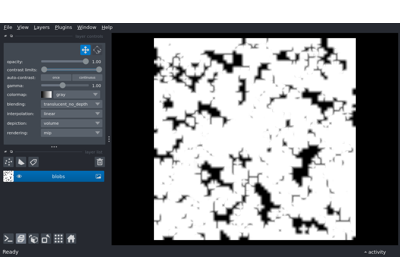 File View Layers Plugins Window Help
opacity: 1.00
contrast limits:
auto-contrast: once continuous
gamma: 1.00
colormap: gray
blending: translucent_no_depth
interpolation: linear
depiction: volume
rendering: mip
blobs
Ready activity